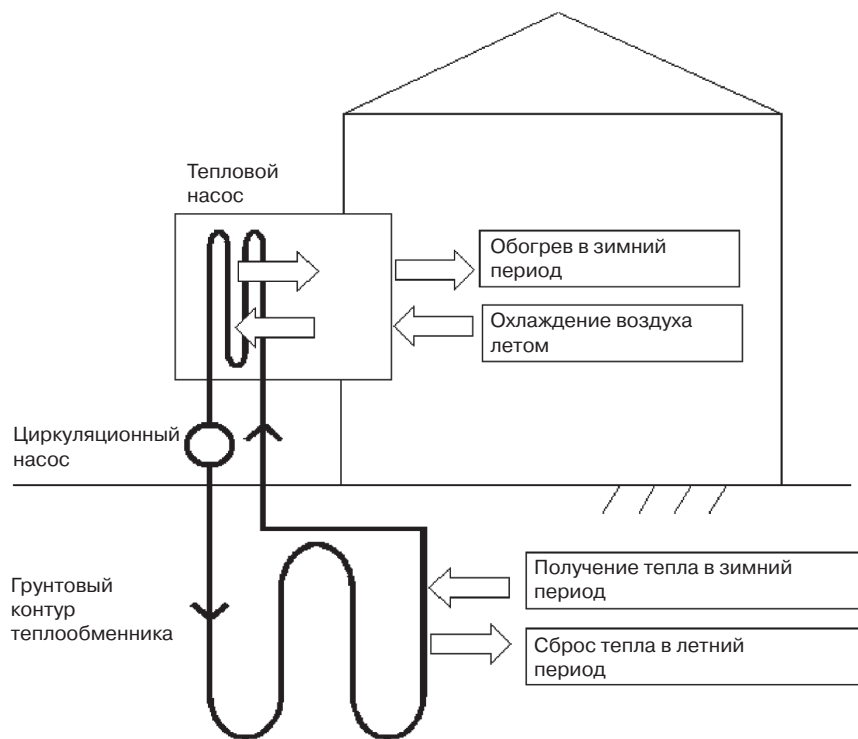 Тепловой
насос
Обогрев в зимний
период
Охлаждение воздуха
летом
Циркуляционный
насос
Грунтовый
контур
теплообменника
Получение тепла в зимний
период
Сброс тепла в летний
период